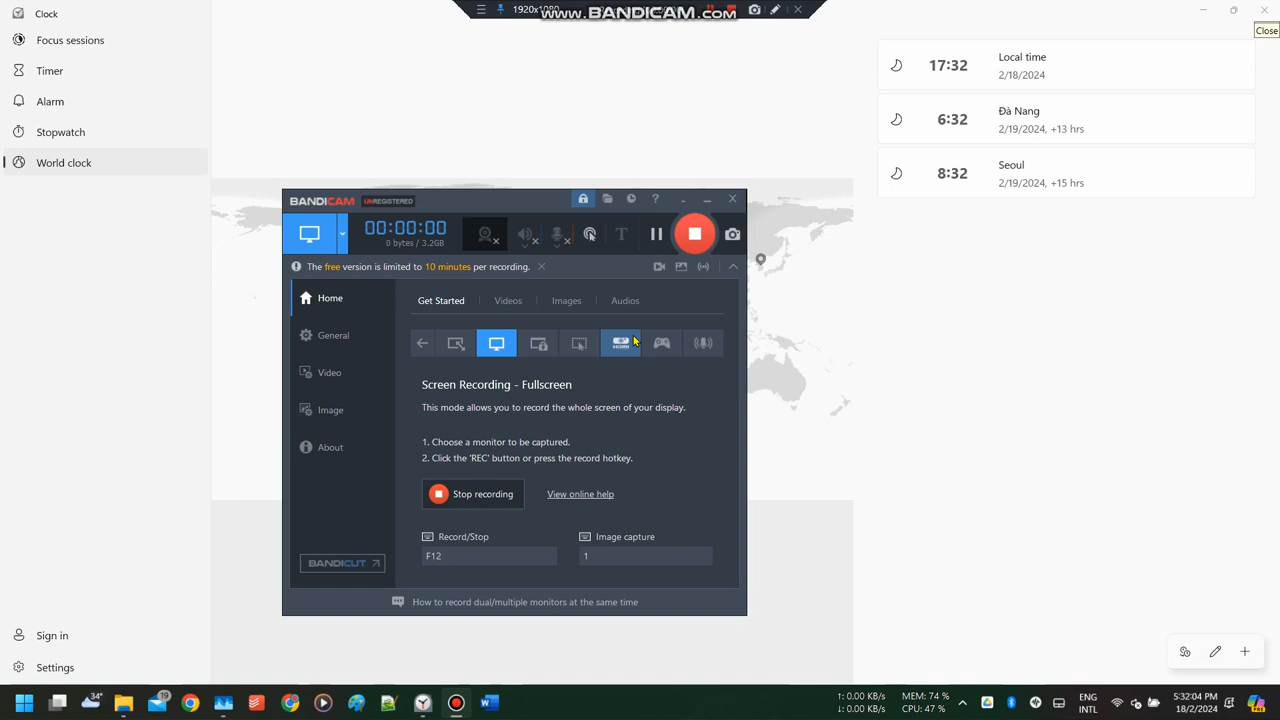 Clock
1920x1080
WWW.BANDICAM.COM
Close
Focus sessions
Timer
Alarm
Stopwatch
World clock
17:32
Local time
2/18/2024
6:32
Đà Nang
2/19/2024, +13 hrs
8:32
Seoul
2/19/2024, +15 hrs
BANDICAM UNREGISTERED
?
00:00:00
0 bytes / 3.2GB
T
The free version is limited to 10 minutes per recording.
Home
General
Video
Image
About
BANDICUT
Get Started
Videos
Images
Audios
HDMI
Screen Recording - Fullscreen
This mode allows you to record the whole screen of your display.
1. Choose a monitor to be captured.
2. Click the 'REC' button or press the record hotkey.
Stop recording
View online help
Record/Stop
Image capture
F12
1
How to record dual/multiple monitors at the same time
Sign in
Settings
34°
19
↑: 0.00 KB/s
↓: 0.00 KB/s
MEM: 74 %
CPU: 47 %
ENG
INTL
5:32:04 PM
18/2/2024
PRE